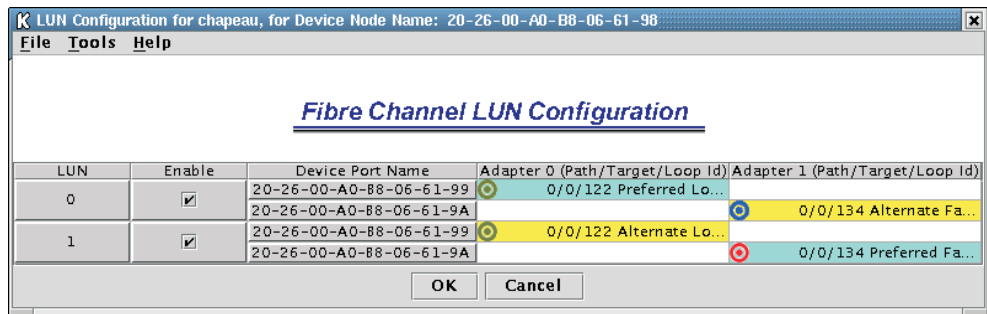 LUN Configuration for chapeau, for Device Node Name: 20-26-00-A0-B8-06-61-98
File Tools Help
Fibre Channel LUN Configuration
LUN Enable Device Port Name Adapter 0 (Path/Target/Loop Id) Adapter 1 (Path/Target/Loop Id)
0 20-26-00-A0-B8-06-61-99 0/0/122 Preferred Lo...
20-26-00-A0-B8-06-61-9A 0/0/134 Alternate Fa...
1 20-26-00-A0-B8-06-61-99 0/0/122 Alternate Lo...
20-26-00-A0-B8-06-61-9A 0/0/134 Preferred Fa...
OK Cancel